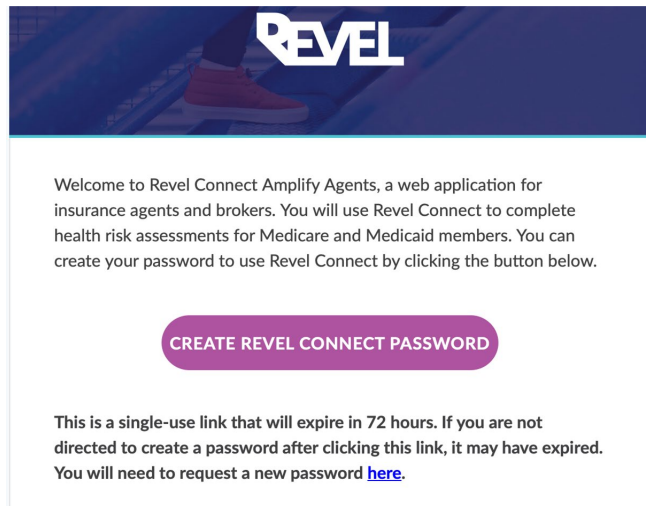 REVEL
Welcome to Revel Connect Amplify Agents, a web application for
insurance agents and brokers. You will use Revel Connect to complete
health risk assessments for Medicare and Medicaid members. You can
create your password to use Revel Connect by clicking the button below.
CREATE REVEL CONNECT PASSWORD
This is a single-use link that will expire in 72 hours. If you are not
directed to create a password after clicking this link, it may have expired.
You will need to request a new password here.